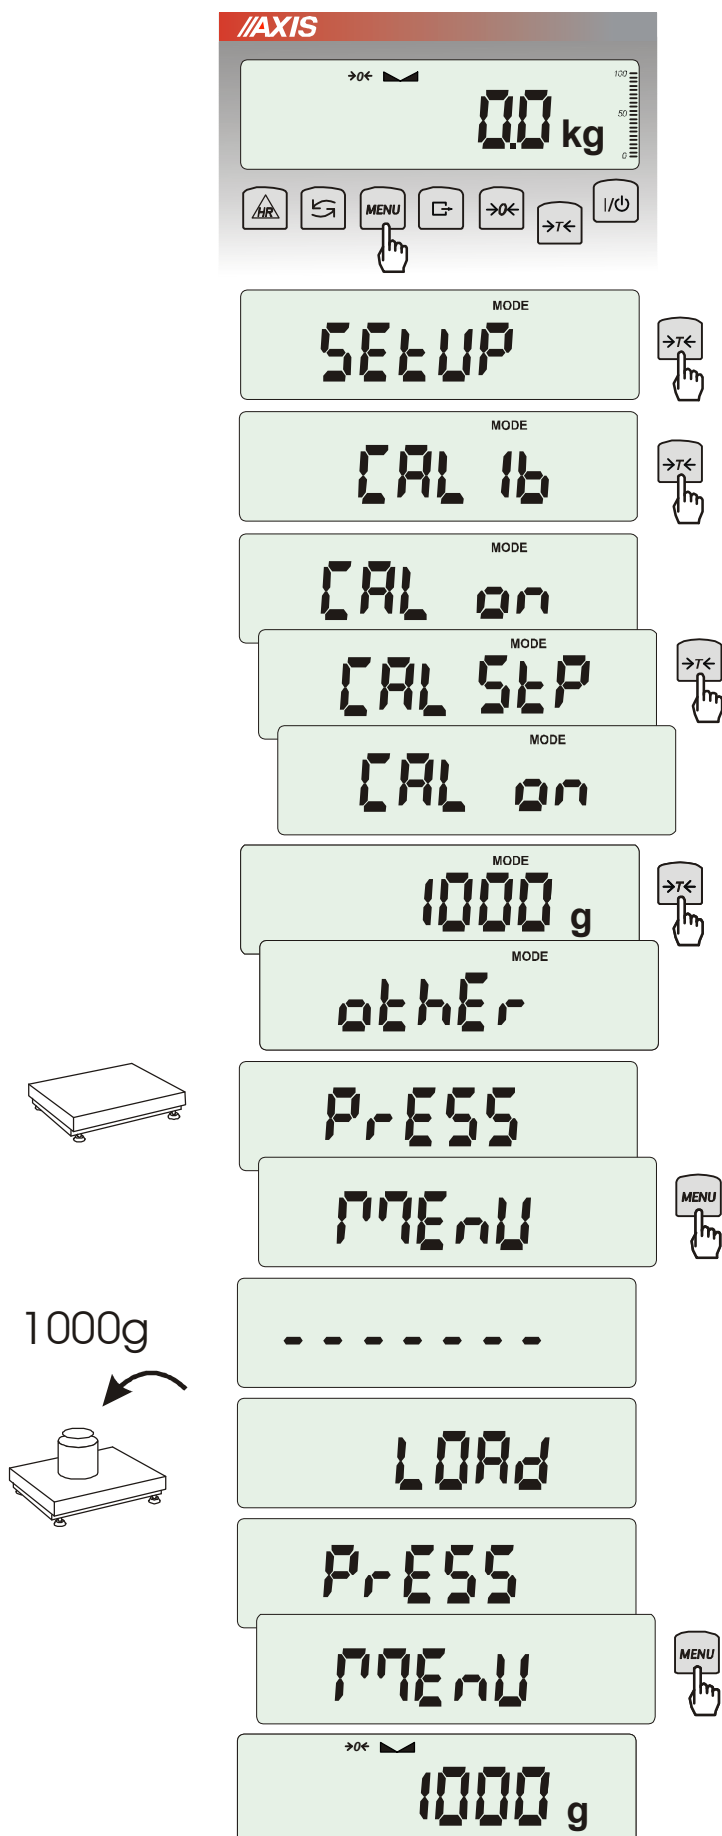 //AXIS
→0←
100
0.0 kg
50
0
HR
MENU
→0←
→T←
I/⏻
MODE
SEtUP
→T←
MODE
CAL Ib
→T←
MODE
CAL on
MODE
CAL StP
→T←
MODE
CAL on
MODE
1000 g
→T←
MODE
othEr
PrESS
MEnU
MENU
1000g
- - - - - - -
LOAd
PrESS
MEnU
MENU
→0←
1000 g